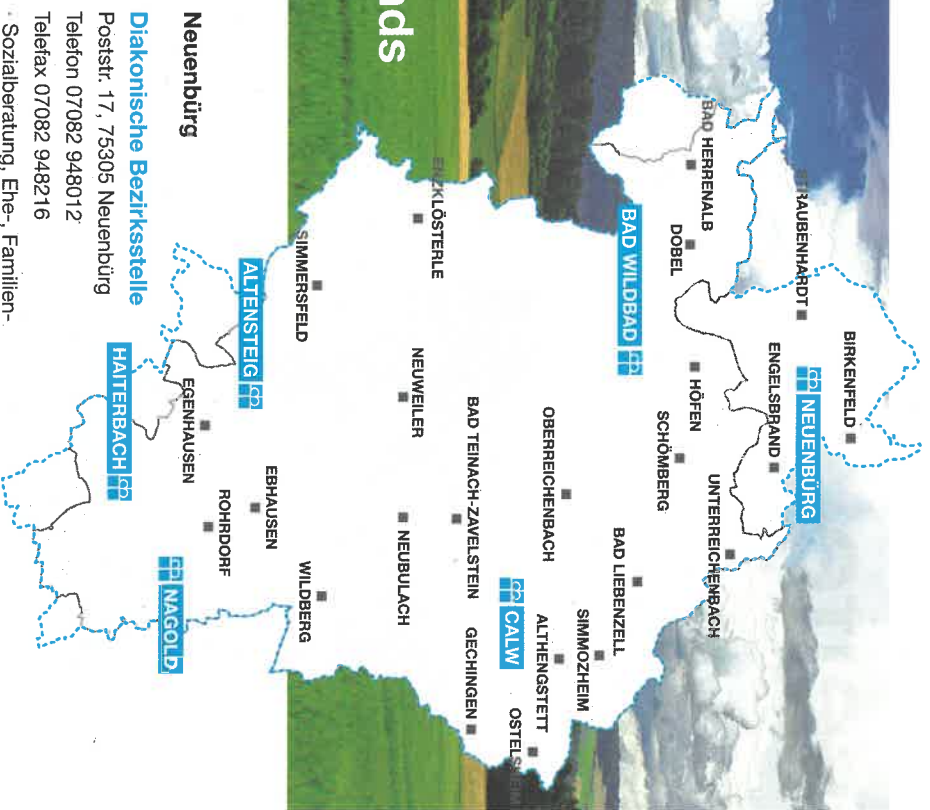 BIRKENFELD
STRAUBENHARDT
NEUENBÜRG
ENGELSBRAND
UNTERREICHENBACH
BAD HERRENALB
HÖFEN
DOBEL
SCHÖMBERG
BAD WILDBAD
BAD LIEBENZELL
SIMMOZHEIM
OBERREICHENBACH
ALTHENGSTETT
OSTELSHEIM
CALW
BAD TEINACH-ZAVELSTEIN
GECHINGEN
ENZKLÖSTERLE
NEUWEILER
NEUBULACH
nds
SIMMERSFELD
WILDBERG
EBHAUSEN
ALTENSTEIG
ROHRDORF
EGENHAUSEN
NAGOLD
HAITERBACH
Neuenbürg
Diakonische Bezirksstelle
Poststr. 17, 75305 Neuenbürg
Telefon 07082 948012
Telefax 07082 948216
· Sozialberatung, Ehe-, Familien-